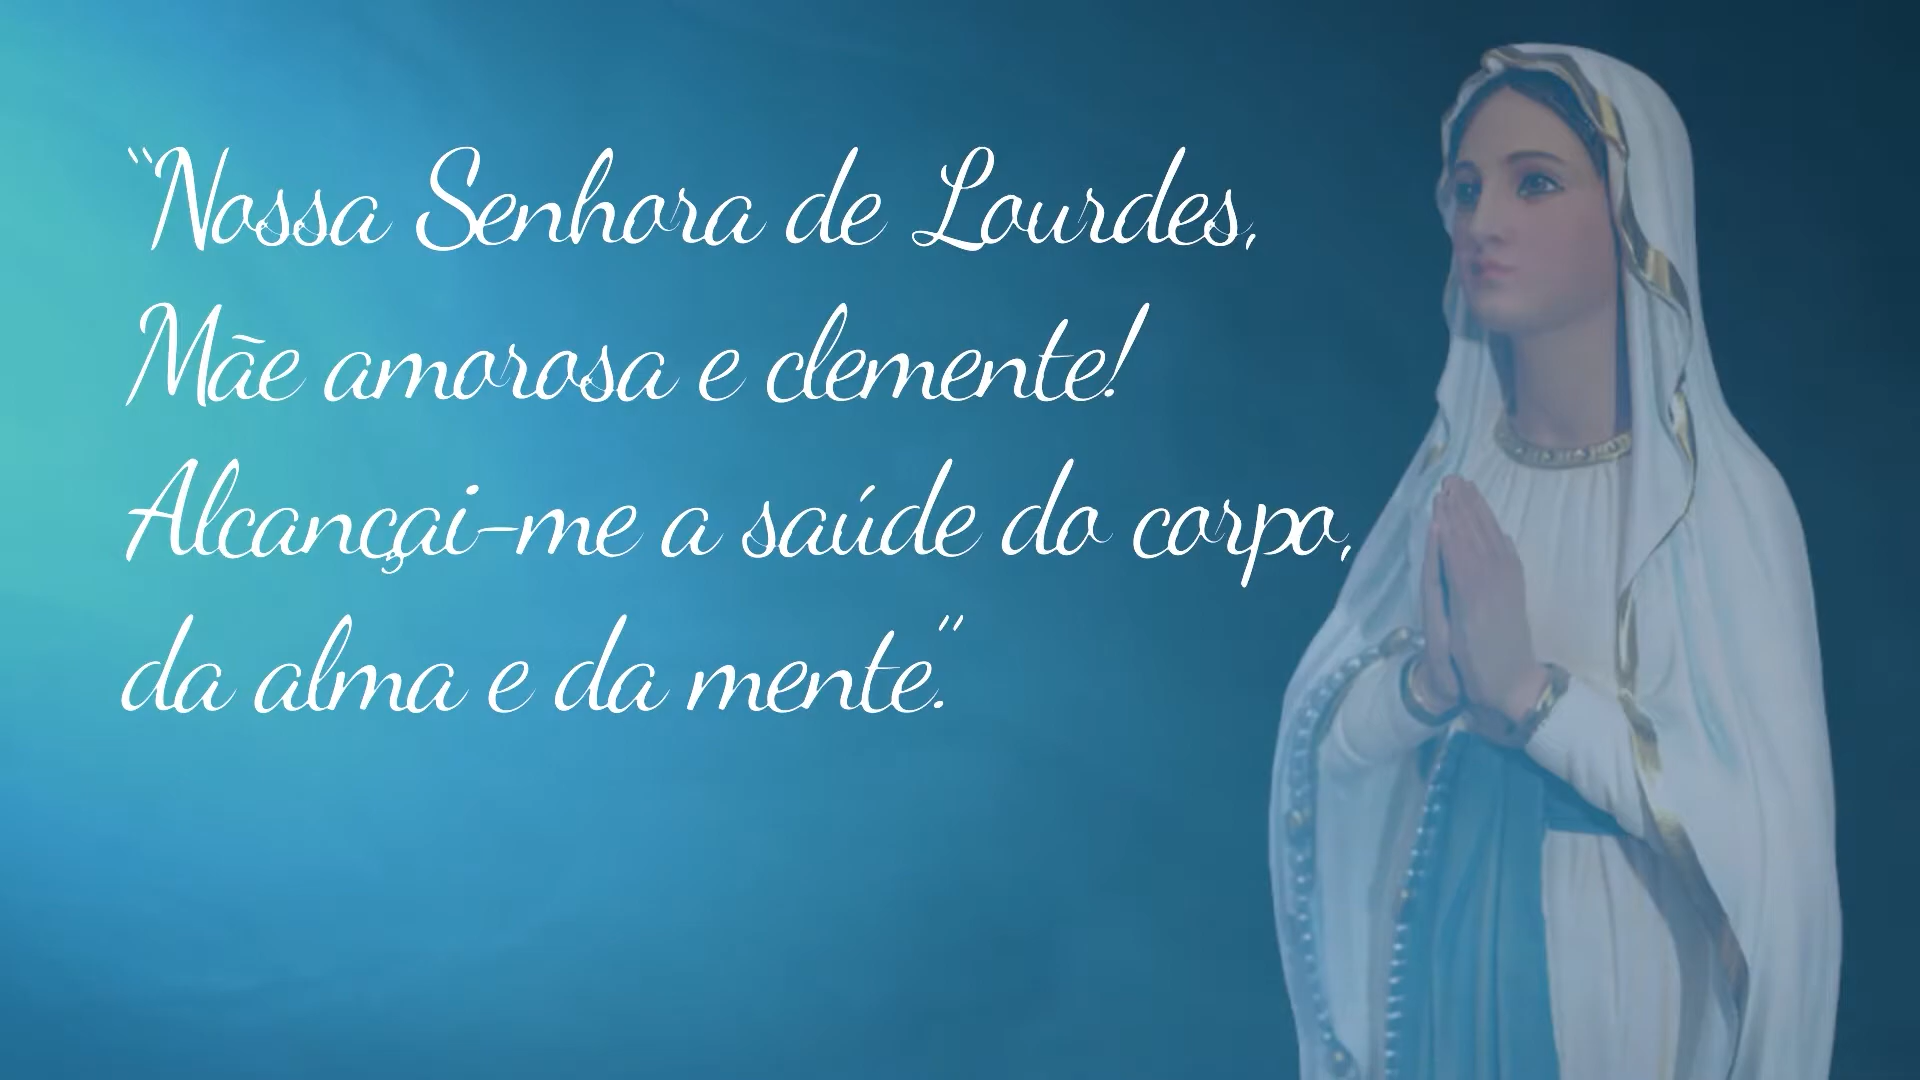 “Nossa Senhora de Lourdes,
Mãe amorosa e clemente!
Alcançai-me a saúde do corpo,
da alma e da mente.”